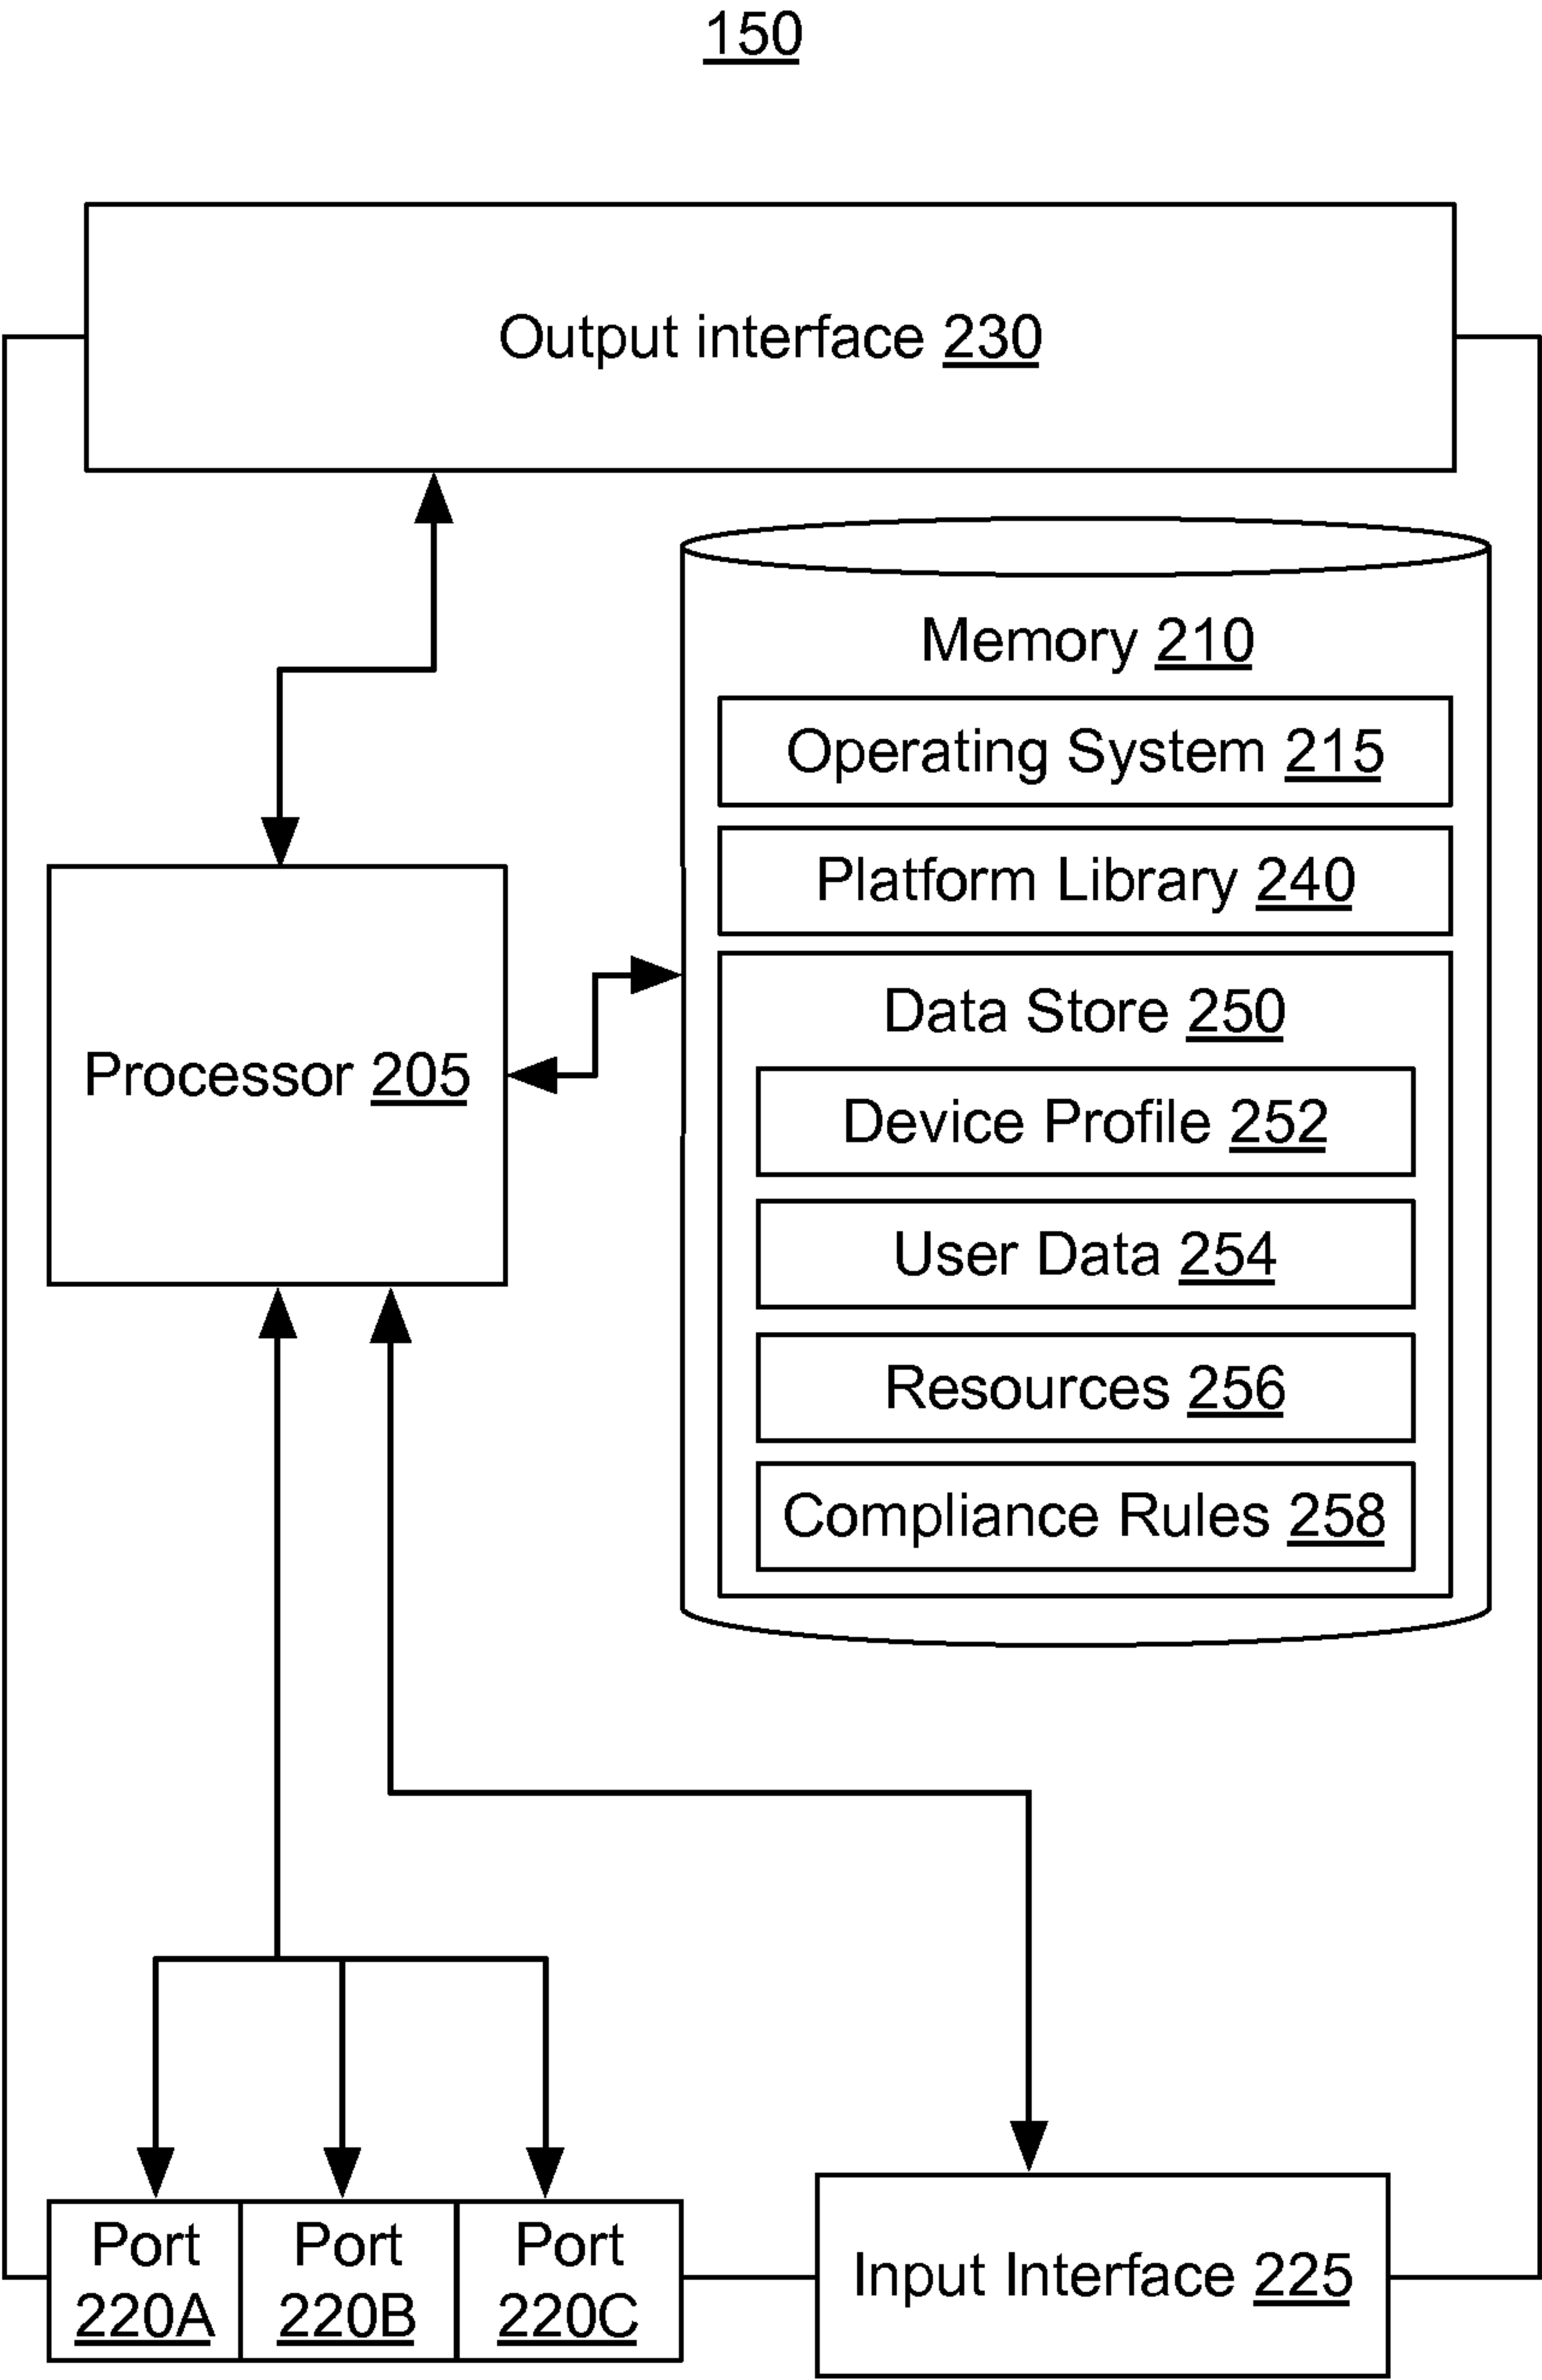 150
Output interface 230
Memory 210
Operating System 215
Platform Library 240
Data Store 250
Device Profile 252
User Data 254
Resources 256
Compliance Rules 258
Processor 205
Port
220A
Port
220B
Port
220C
Input Interface 225